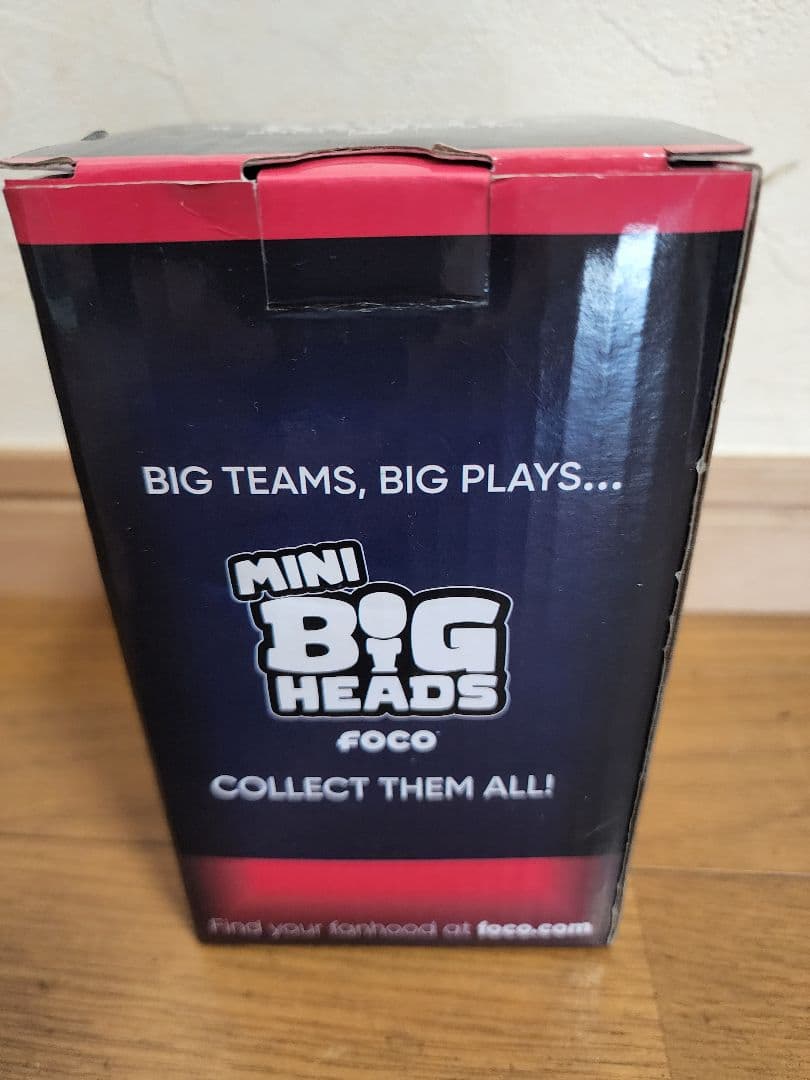 BIG TEAMS, BIG PLAYS...
MINI
BIG
HEADS
FOCO
COLLECT THEM ALL!
Find your fanhood at foco.com